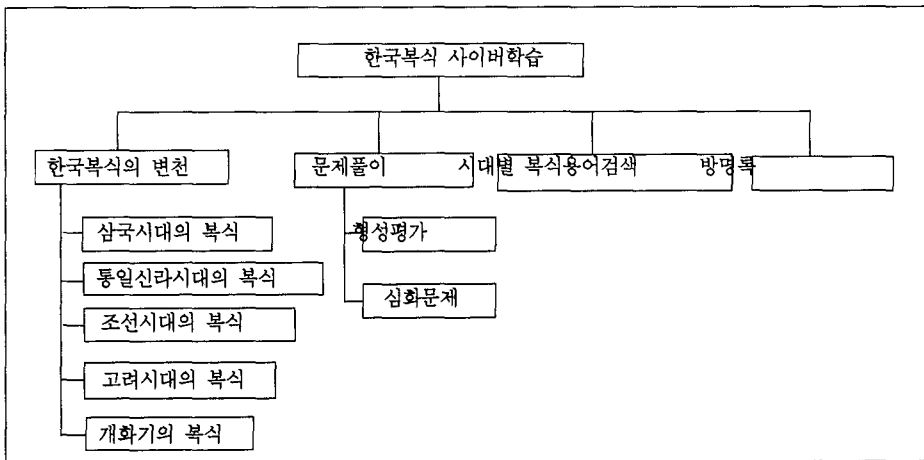 한국복식 사이버학습
한국복식의 변천
문제풀이
시대별 복식용어검색
방명록
삼국시대의 복식
통일신라시대의 복식
조선시대의 복식
고려시대의 복식
개화기의 복식
형성평가
심화문제